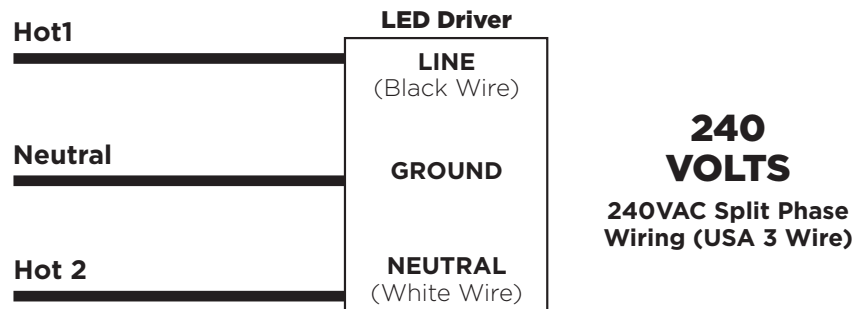 LED Driver
Hot1
LINE
(Black Wire)
Neutral
GROUND
Hot 2
NEUTRAL
(White Wire)
240
VOLTS
240VAC Split Phase
Wiring (USA 3 Wire)